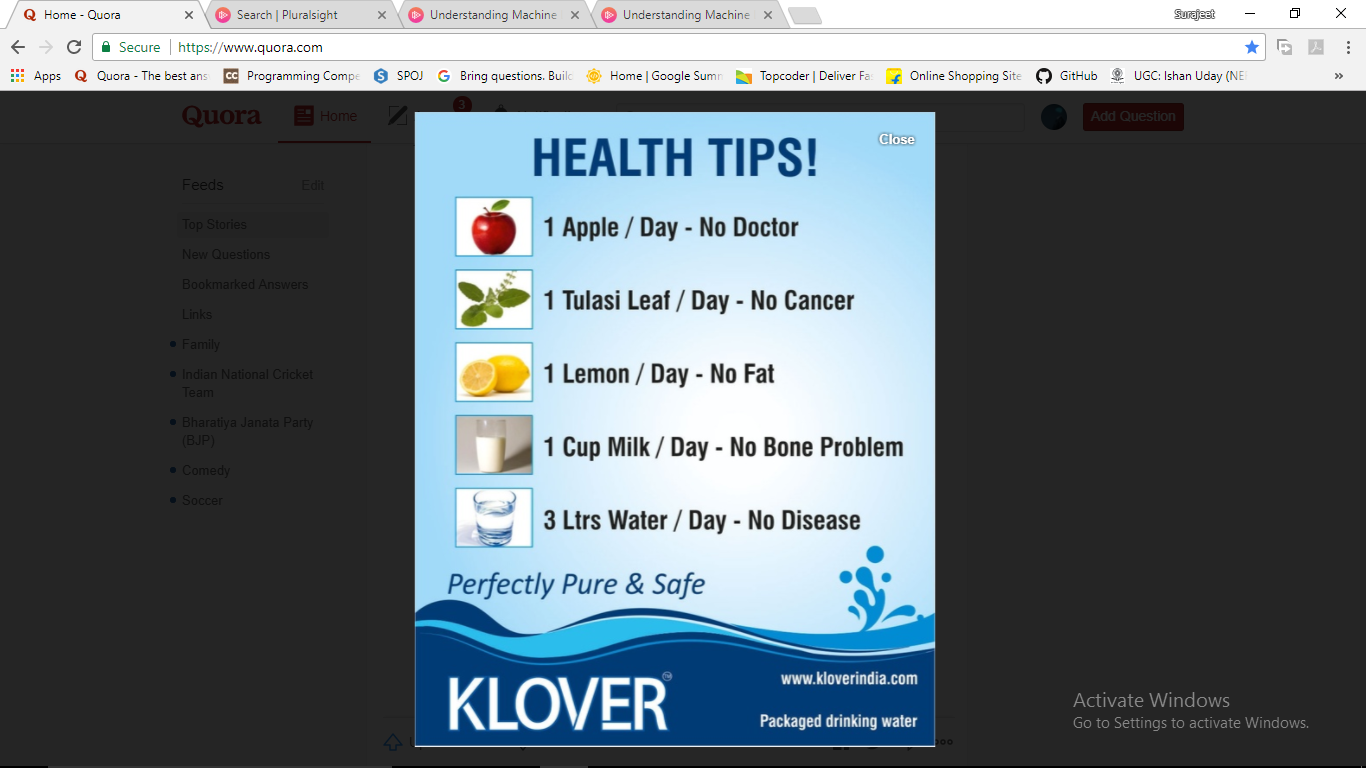 Home - Quora
Search | Pluralsight
Understanding Machine
Understanding Machine
Surajeet
Secure
https://www.quora.com
Apps
Quora - The best ans
Programming Compe
SPOJ
Bring questions. Buil
Home | Google Sum
Topcoder | Deliver Fa
Online Shopping Site
GitHub
UGC: Ishan Uday (NE
»
Quora
Home
3
Add Question
Feeds
Edit
Top Stories
New Questions
Bookmarked Answers
Links
Family
Indian National Cricket
Team
Bharatiya Janata Party
(BJP)
Comedy
Soccer
Close
HEALTH TIPS!
1 Apple / Day - No Doctor
1 Tulasi Leaf / Day - No Cancer
1 Lemon / Day - No Fat
1 Cup Milk / Day - No Bone Problem
3 Ltrs Water / Day - No Disease
Perfectly Pure & Safe
KLOVER™
www.kloverindia.com
Packaged drinking water
Activate Windows
Go to Settings to activate Windows.